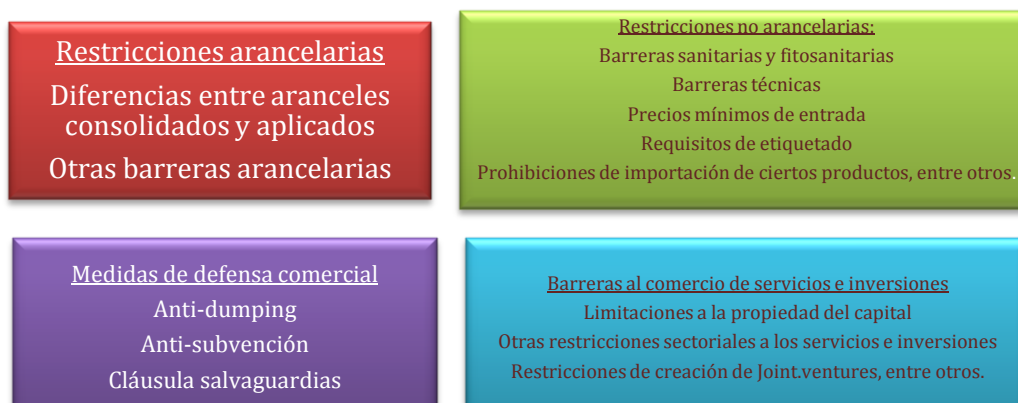 Restricciones arancelarias
Diferencias entre aranceles
consolidados y aplicados
Otras barreras arancelarias
Restricciones no arancelarias:
Barreras sanitarias y fitosanitarias
Barreras técnicas
Precios mínimos de entrada
Requisitos de etiquetado
Prohibiciones de importación de ciertos productos, entre otros.
Medidas de defensa comercial
Anti-dumping
Anti-subvención
Cláusula salvaguardias
Barreras al comercio de servicios e inversiones
Limitaciones a la propiedad del capital
Otras restricciones sectoriales a los servicios e inversiones
Restricciones de creación de Joint.ventures, entre otros.